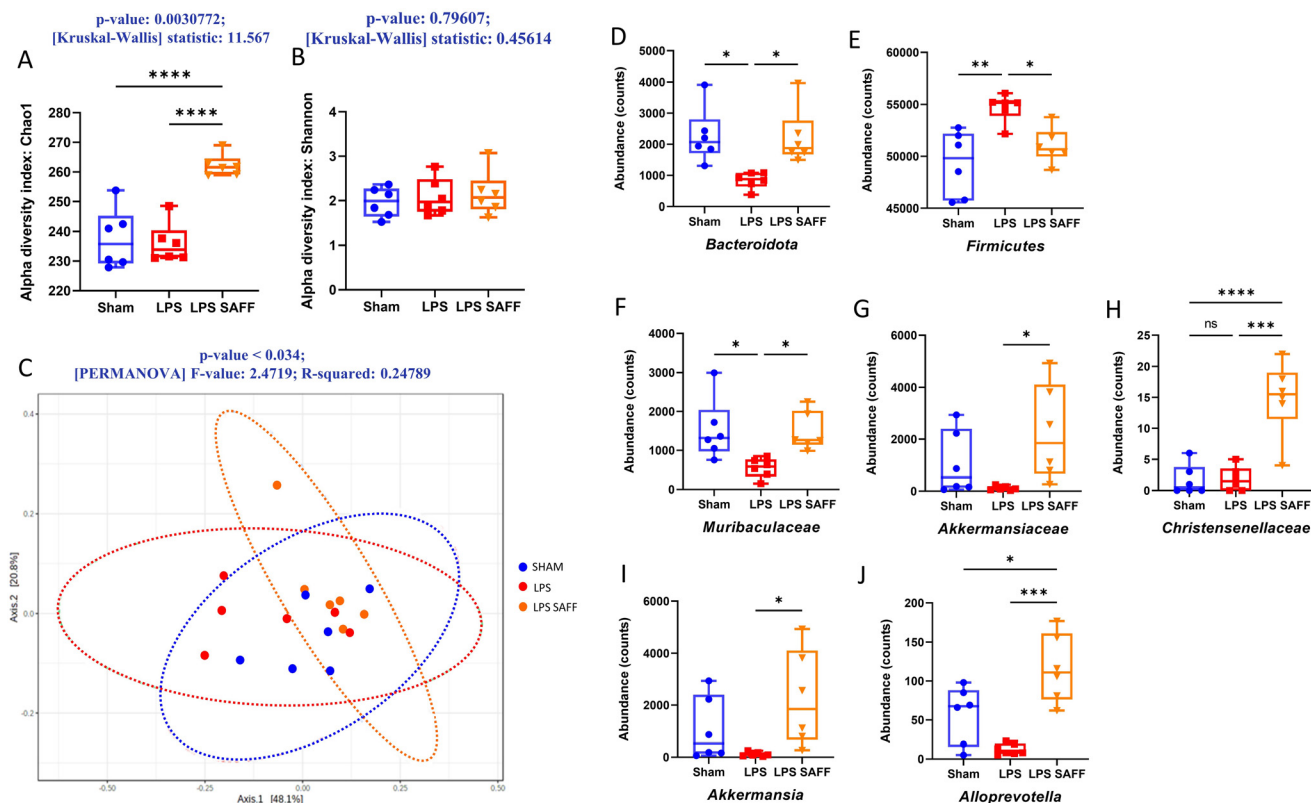 p-value: 0.0030772;
[Kruskal-Wallis] statistic: 11.567
A
****
****
Alpha diversity index: Chao1
280
270
260
250
240
230
220
Sham LPS LPS SAFF
p-value: 0.79607;
[Kruskal-Wallis] statistic: 0.45614
B
Alpha diversity index: Shannon
4
3
2
1
0
Sham LPS LPS SAFF
C
p-value < 0.034;
[PERMANOVA] F-value: 2.4719; R-squared: 0.24789
Axis.2 [20.8%]
0.4
0.2
0.0
-0.2
-0.50 -0.25 0.00 0.25 0.50
Axis.1 [48.1%]
SHAM
LPS
LPS SAFF
D
* *
Abundance (counts)
5000
4000
3000
2000
1000
0
Sham LPS LPS SAFF
Bacteroidota
E
** *
Abundance (counts)
60000
55000
50000
45000
Sham LPS LPS SAFF
Firmicutes
F
* *
Abundance (counts)
4000
3000
2000
1000
0
Sham LPS LPS SAFF
Muribaculaceae
G
*
Abundance (counts)
6000
4000
2000
0
Sham LPS LPS SAFF
Akkermansiaceae
H
****
ns ***
Abundance (counts)
25
20
15
10
5
0
Sham LPS LPS SAFF
Christensenellaceae
I
*
Abundance (counts)
6000
4000
2000
0
Sham LPS LPS SAFF
Akkermansia
J
*
***
Abundance (counts)
200
150
100
50
0
Sham LPS LPS SAFF
Alloprevotella